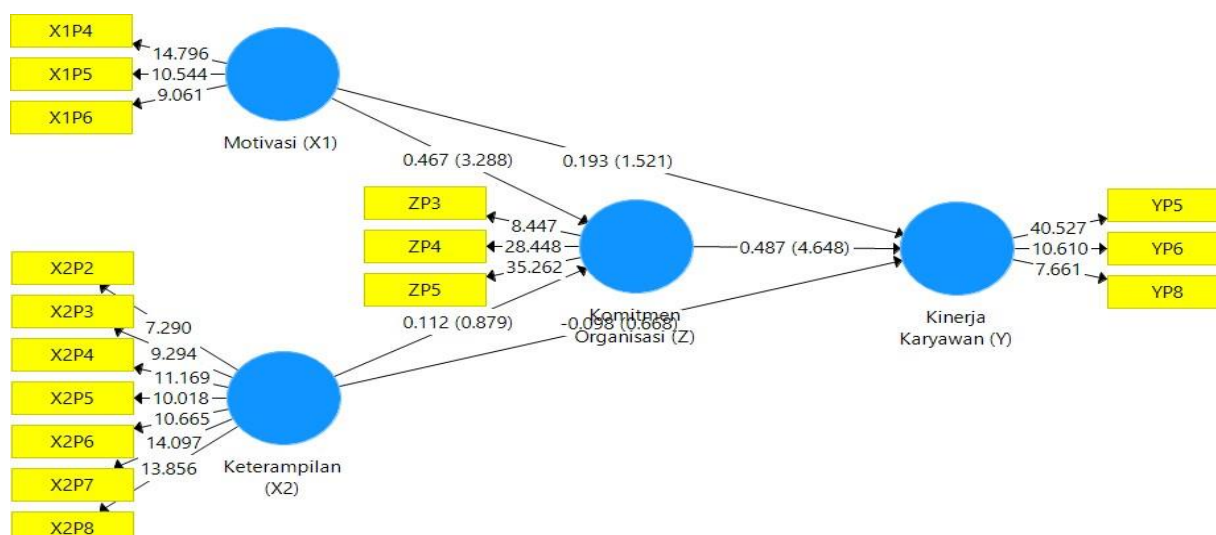 X1P4
X1P5
X1P6
14.796
10.544
9.061
Motivasi (X1)
0.467 (3.288)
0.193 (1.521)
ZP3
ZP4
ZP5
8.447
28.448
35.262
0.487 (4.648)
YP5
YP6
YP8
40.527
10.610
7.661
Komitmen
Organisasi (Z)
Kinerja
Karyawan (Y)
0.112 (0.879)
-0.098 (0.668)
X2P2
X2P3
X2P4
X2P5
X2P6
X2P7
X2P8
7.290
9.294
11.169
10.018
10.665
14.097
13.856
Keterampilan
(X2)